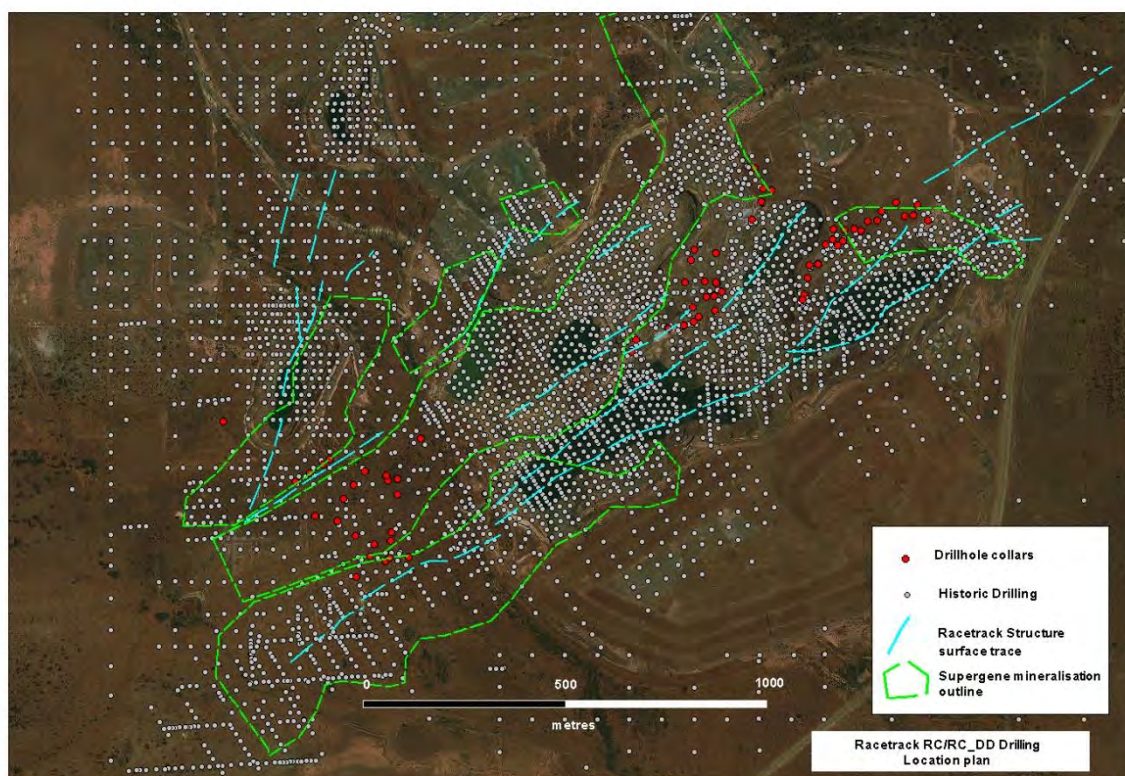 Drillhole collars
Historic Drilling
Racetrack Structure
surface trace
Supergene mineralisation
outline
0
500
1000
metres
Racetrack RC/RC_DD Drilling
Location plan